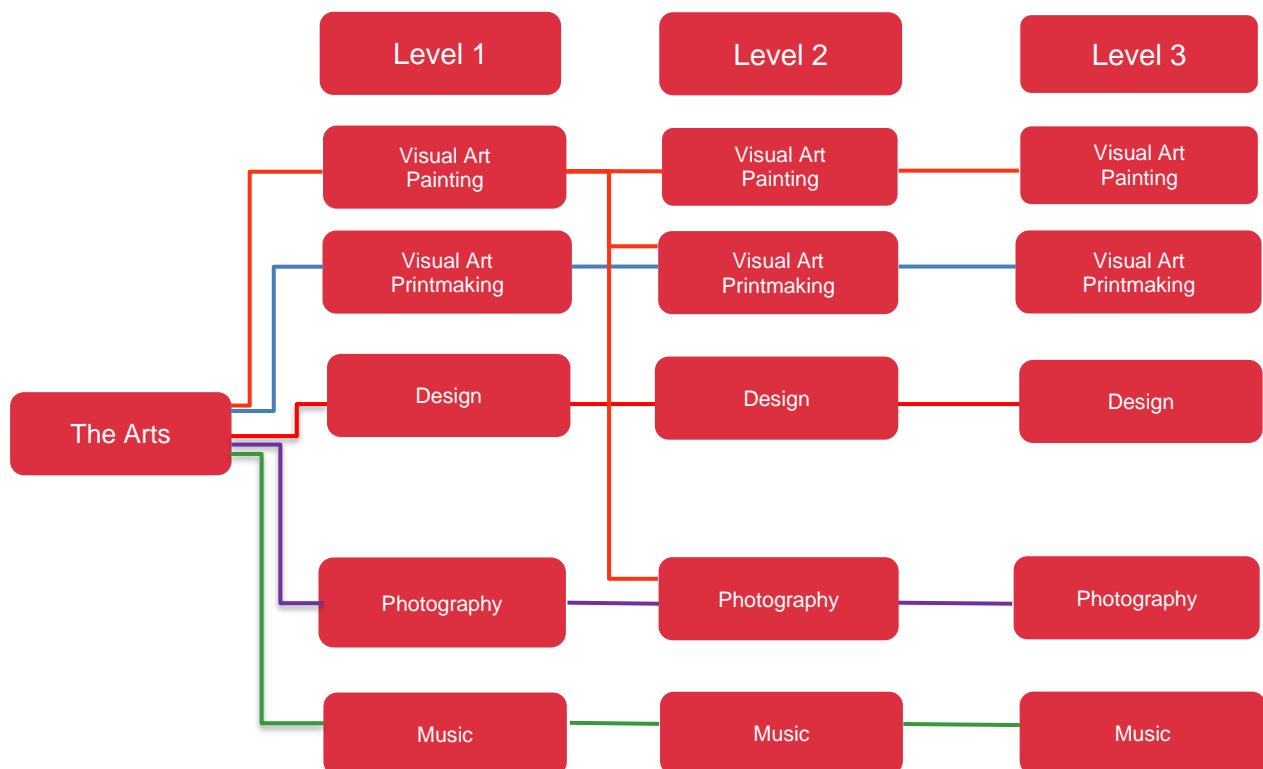 Level 1
Level 2
Level 3
Visual Art
Painting
Visual Art
Painting
Visual Art
Painting
Visual Art
Printmaking
Visual Art
Printmaking
Visual Art
Printmaking
Design
Design
Design
The Arts
Photography
Photography
Photography
Music
Music
Music